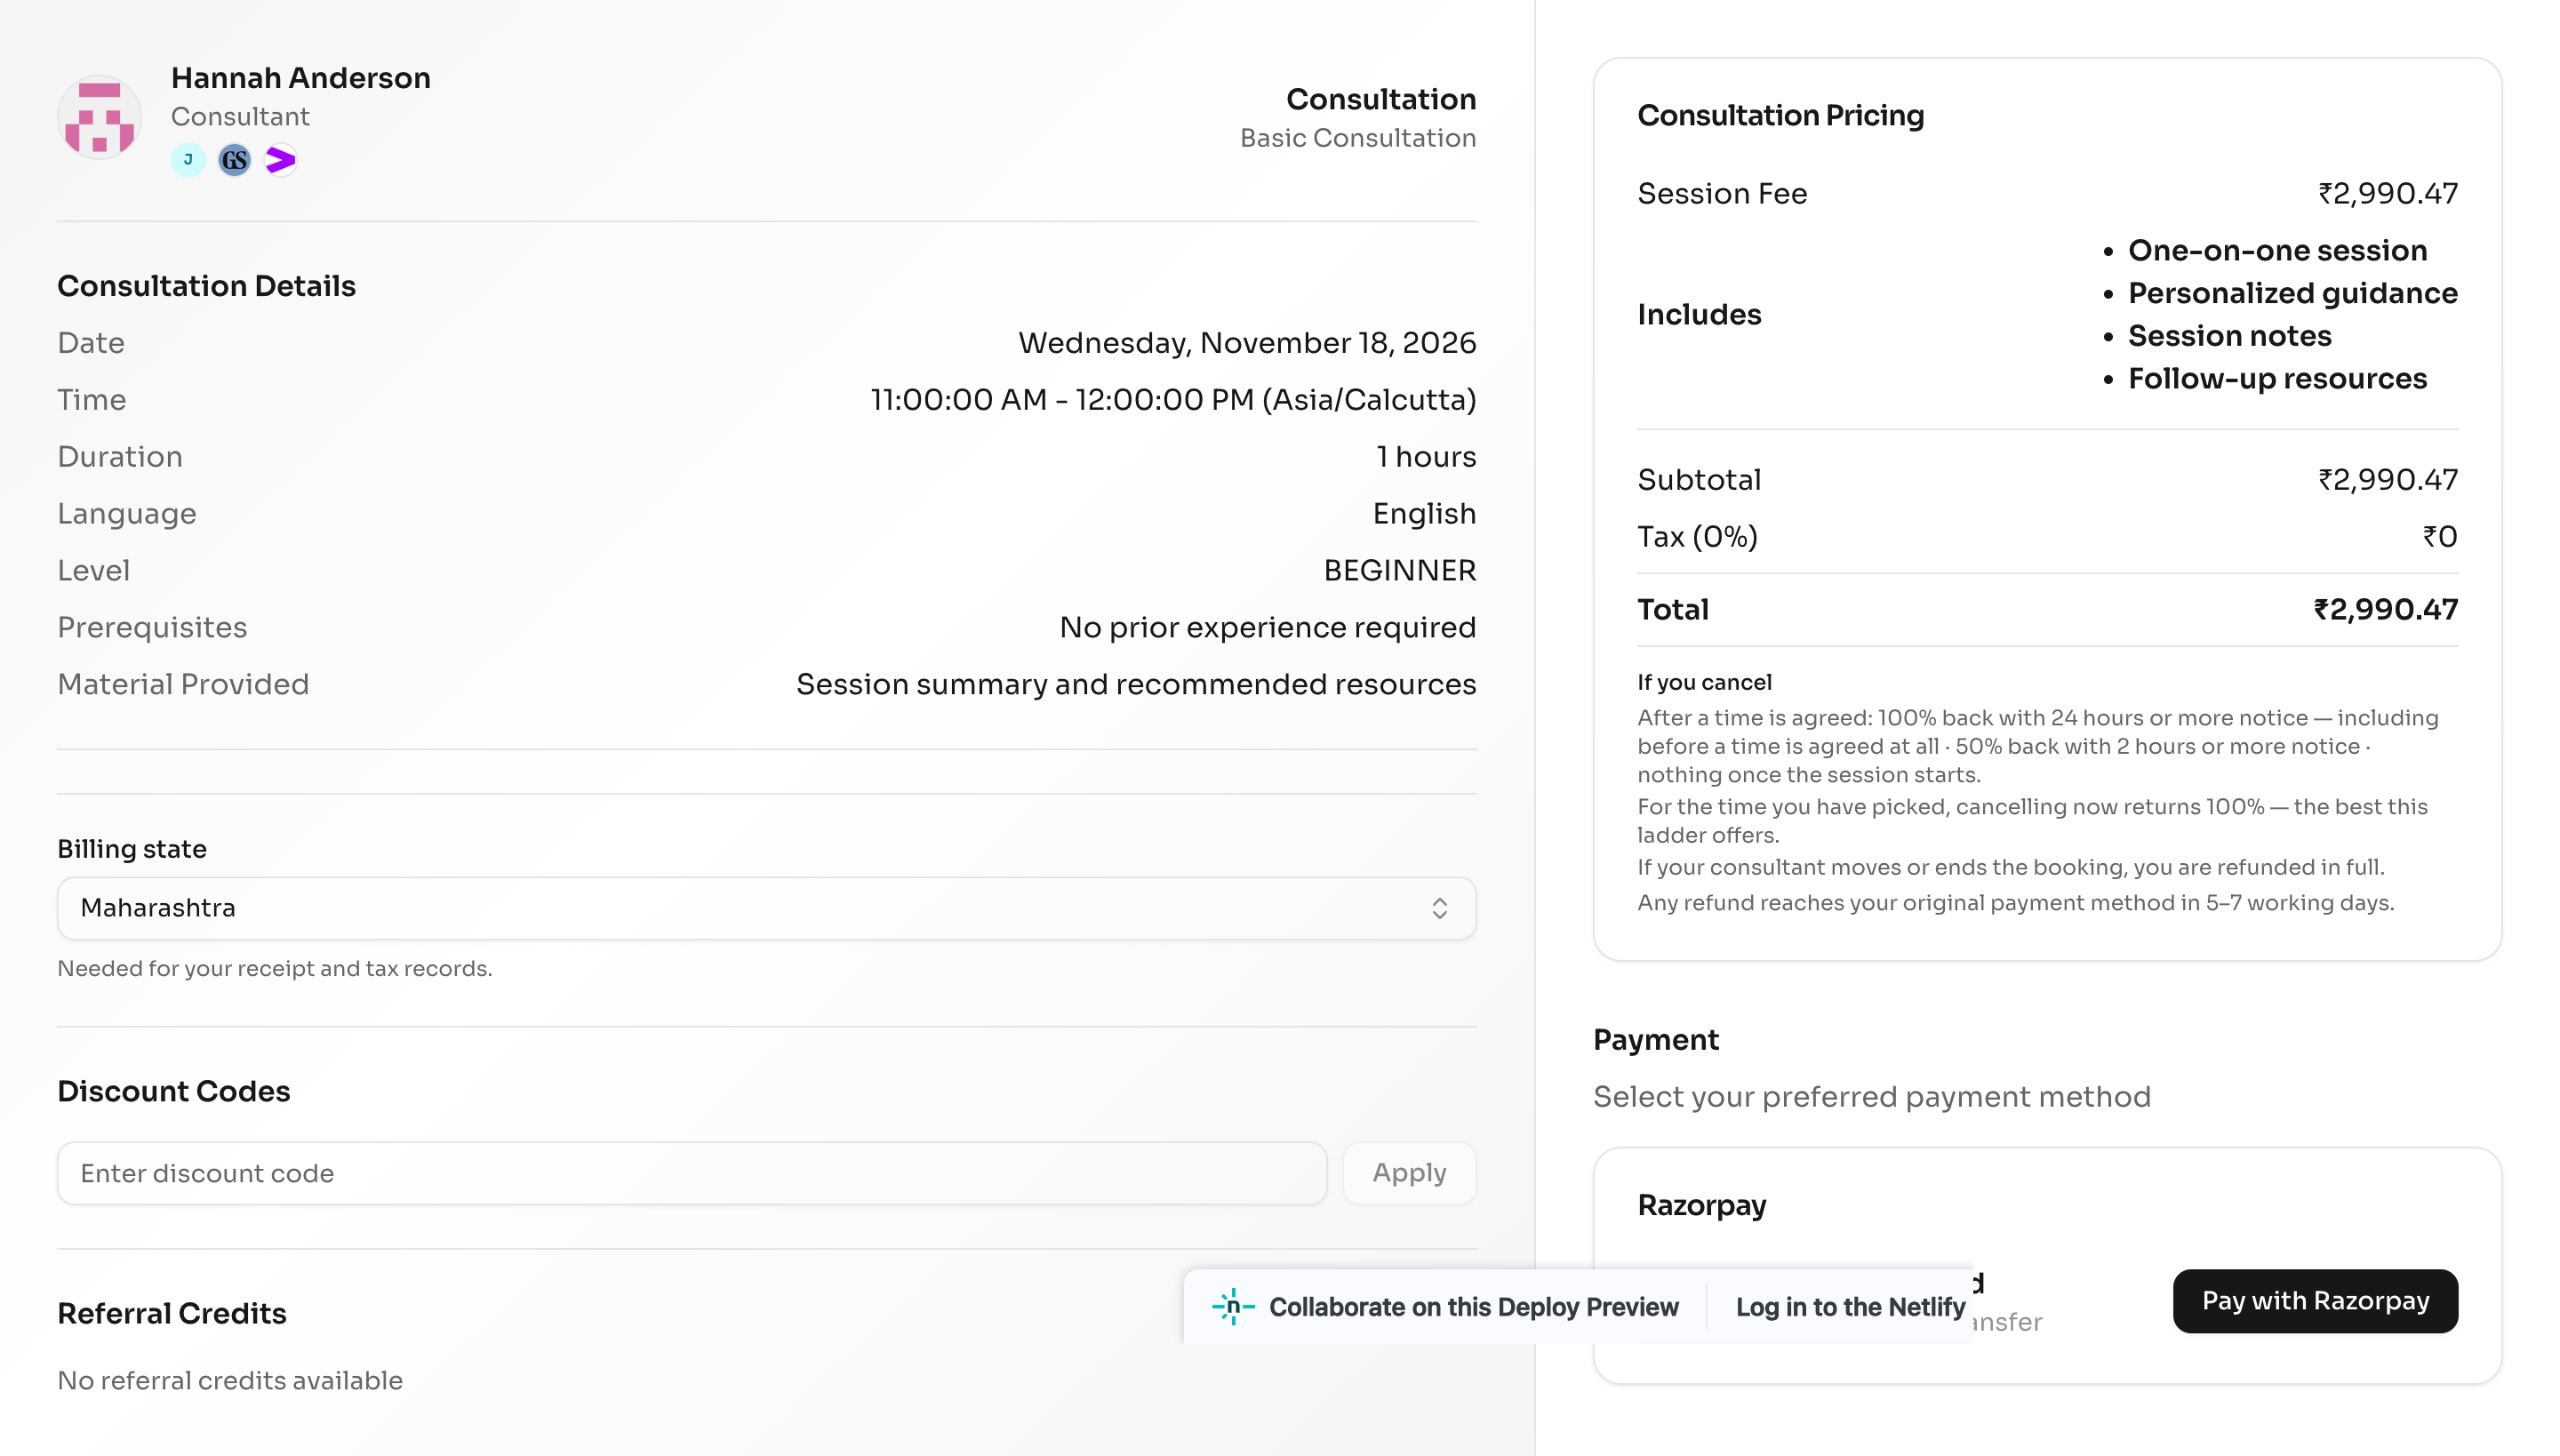 Hannah Anderson
Consultant
J
GS
Consultation
Basic Consultation
Consultation Details
Date
Wednesday, November 18, 2026
Time
11:00:00 AM - 12:00:00 PM (Asia/Calcutta)
Duration
1 hours
Language
English
Level
BEGINNER
Prerequisites
No prior experience required
Material Provided
Session summary and recommended resources
Billing state
Maharashtra
Needed for your receipt and tax records.
Discount Codes
Enter discount code
Apply
Referral Credits
No referral credits available
Consultation Pricing
Session Fee
₹2,990.47
Includes
• One-on-one session
• Personalized guidance
• Session notes
• Follow-up resources
Subtotal
₹2,990.47
Tax (0%)
₹0
Total
₹2,990.47
If you cancel
After a time is agreed: 100% back with 24 hours or more notice — including
before a time is agreed at all · 50% back with 2 hours or more notice ·
nothing once the session starts.
For the time you have picked, cancelling now returns 100% — the best this
ladder offers.
If your consultant moves or ends the booking, you are refunded in full.
Any refund reaches your original payment method in 5–7 working days.
Payment
Select your preferred payment method
Razorpay
Pay with Razorpay
Collaborate on this Deploy Preview
Log in to the Netlify